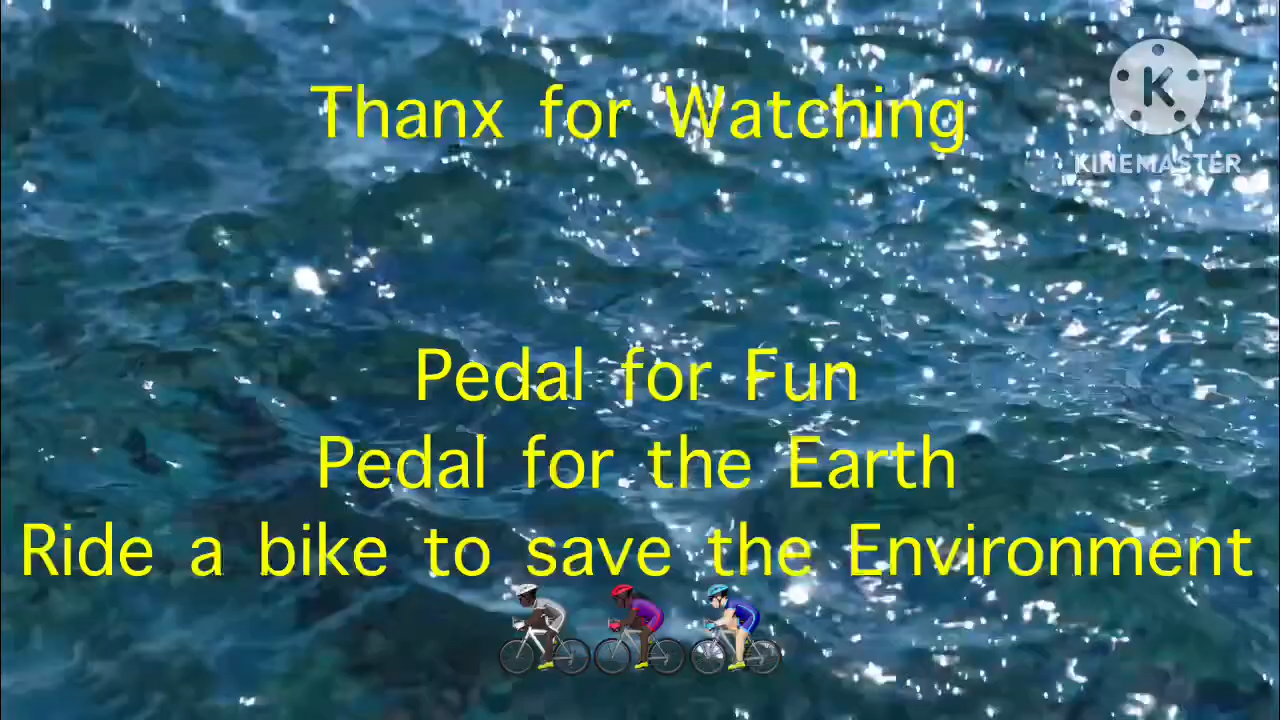 Thanx for Watching
K
KINEMASTER
Pedal for Fun
Pedal for the Earth
Ride a bike to save the Environment